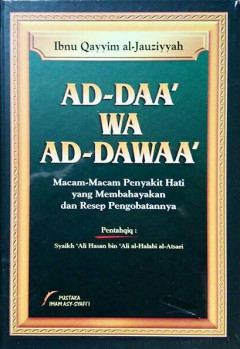 Ibnu Qayyim al-Jauziyyah
AD-DAA'
WA
AD-DAWAA'
Macam-Macam Penyakit Hati
yang Membahayakan
dan Resep Pengobatannya
Pentahqiq :
Syaikh 'Ali Hasan bin 'Ali al-Halabi al-Atsari
PUSTAKA
IMAM ASY-SYAFI'I